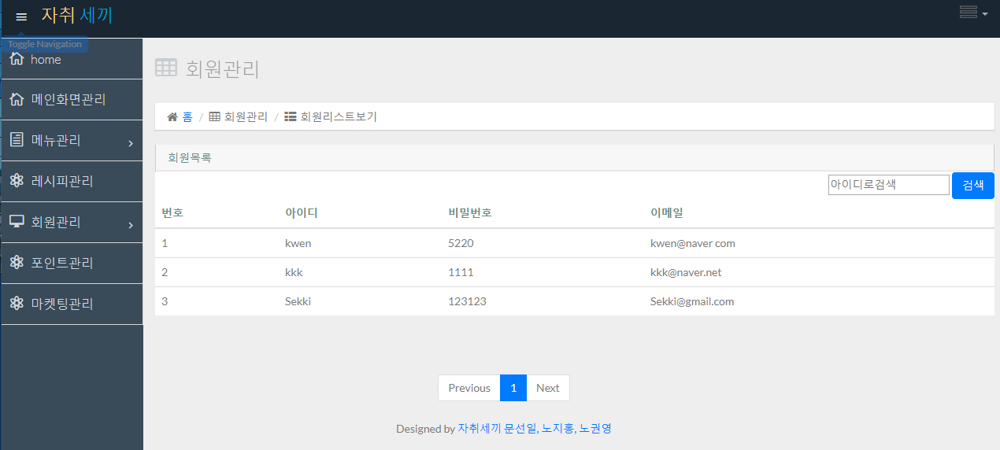 자취 세끼
Toggle Navigation
home
메인화면관리
메뉴관리
레시피관리
회원관리
포인트관리
마켓팅관리
회원관리
홈 / 회원관리 / 회원리스트보기
회원목록
아이디로검색 검색
번호 아이디 비밀번호 이메일
1 kwen 5220 kwen@naver com
2 kkk 1111 kkk@naver.net
3 Sekki 123123 Sekki@gmail.com
Previous 1 Next
Designed by 자취세끼 문선일, 노지홍, 노권영